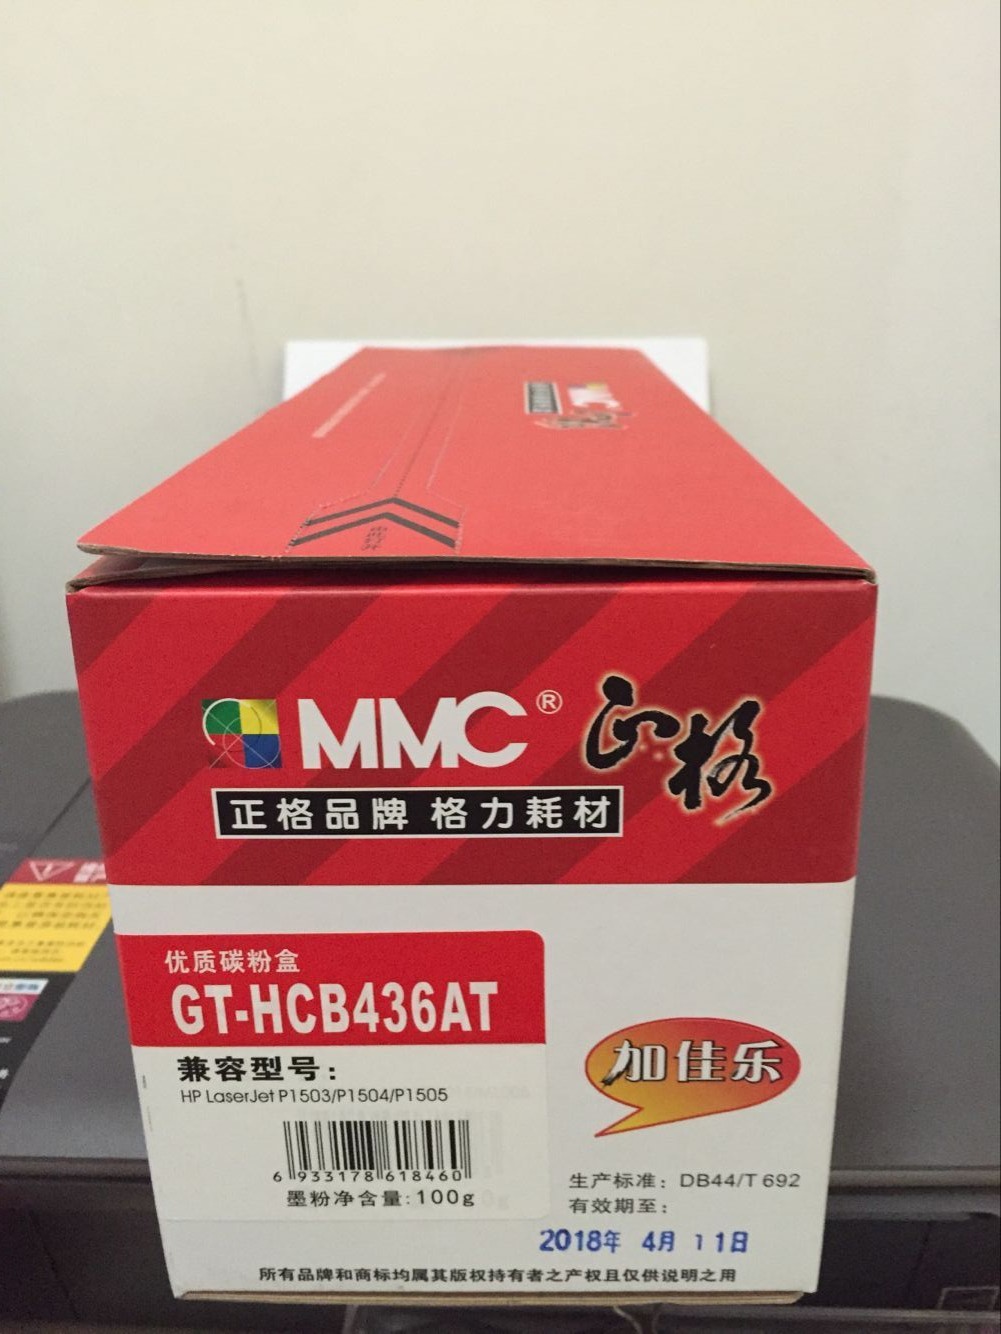 由此打开
MMC® 正格
正格品牌 格力耗材
优质碳粉盒
GT-HCB436AT
兼容型号：
HP LaserJet P1503/P1504/P1505
加佳乐
6 933178 618460
墨粉净含量：100g
生产标准：DB44/T 692
有效期至：
2018年 4月 11日
所有品牌和商标均属其版权持有者之产权且仅供说明之用